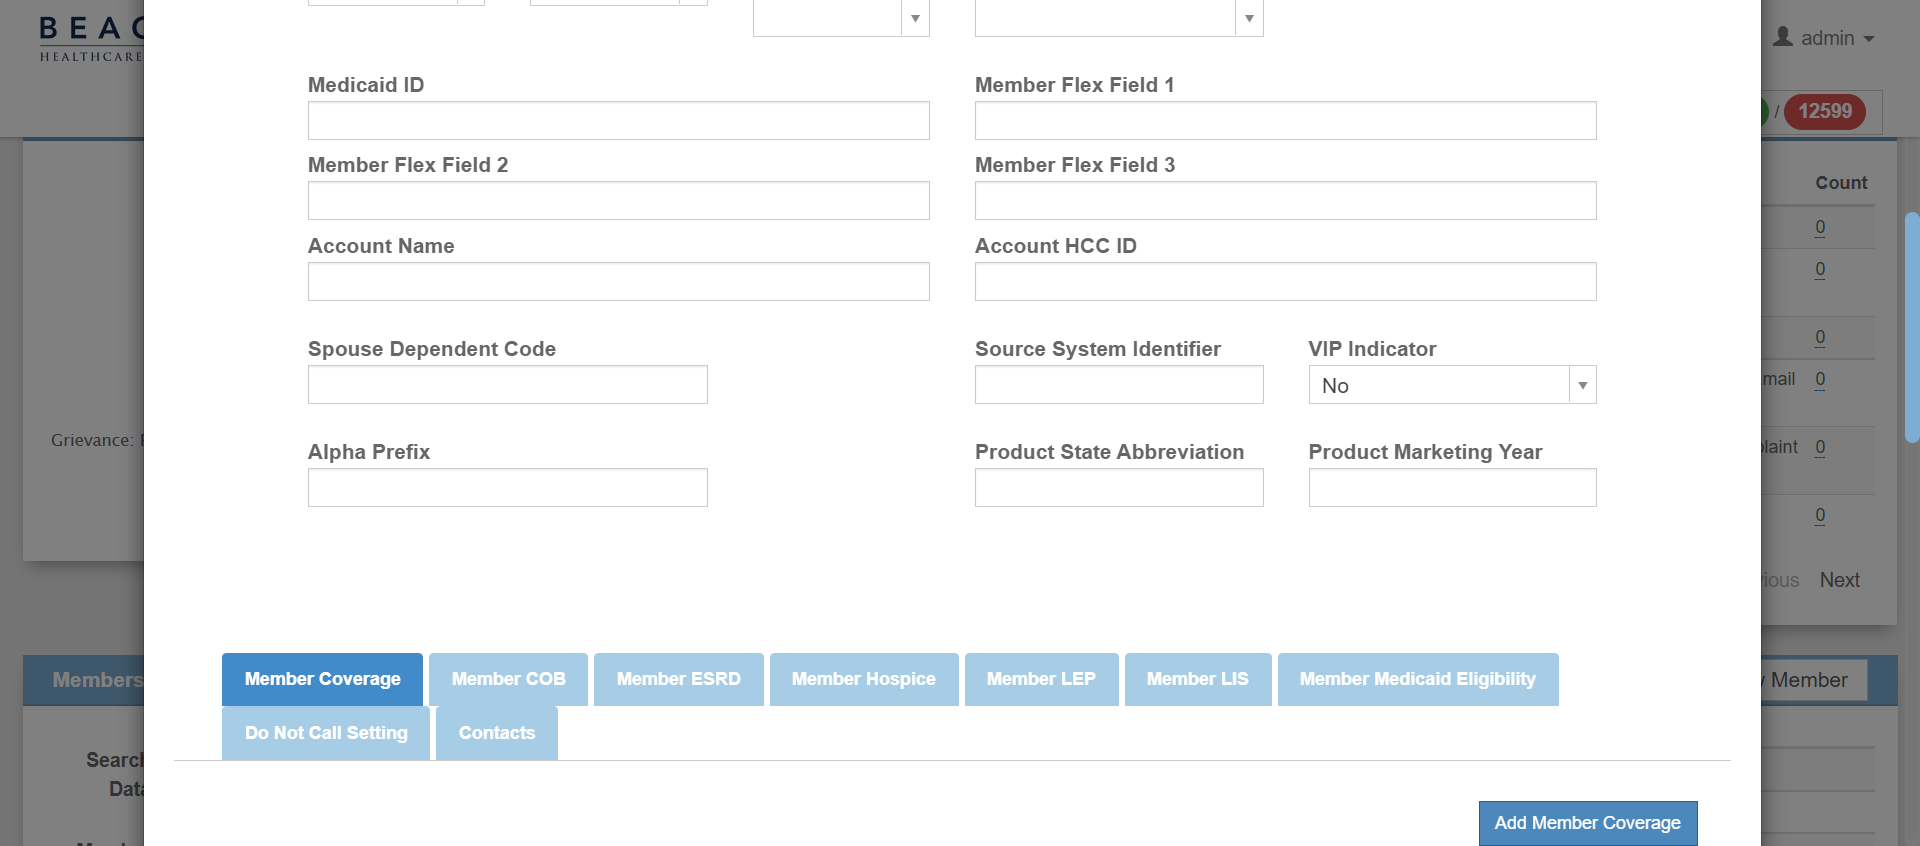 BEAC
HEALTHCARE
admin
/ 12599
Medicaid ID
Member Flex Field 1
Member Flex Field 2
Member Flex Field 3
Count
0
0
Account Name
Account HCC ID
0
Spouse Dependent Code
Source System Identifier
VIP Indicator
No
mail 0
Grievance:
Alpha Prefix
Product State Abbreviation
Product Marketing Year
laint 0
0
ious Next
Member Coverage
Member COB
Member ESRD
Member Hospice
Member LEP
Member LIS
Member Medicaid Eligibility
Members
Member
Do Not Call Setting
Contacts
Search
Data
Add Member Coverage